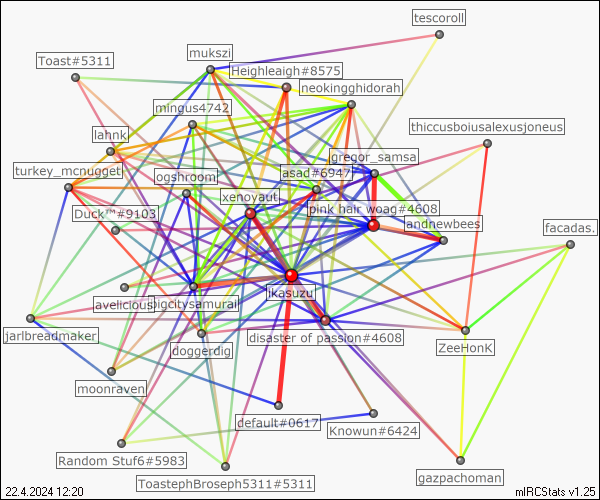 tescoroll
mukszi
Toast#5311
Heighleigh#8575
neokingghidorah
mingus4742
thiccusboiusalexusjoneus
lahnk
gregor_samsa
turkey_mcnugget
ogshroom
asad#6947
xenoyaut
Duck™#9103
pink hair woag#4608
andnewbees
facadas.
jkasuzu
avelicious
bigcitysamurai
jarlbreadmaker
disaster of passion#4608
doggerdig
ZeeHonK
moonraven
default#0617
Knowun#6424
Random Stuf6#5983
gazpachoman
ToastephBroseph5311#5311
22.4.2024 12:20
mIRCStats v1.25